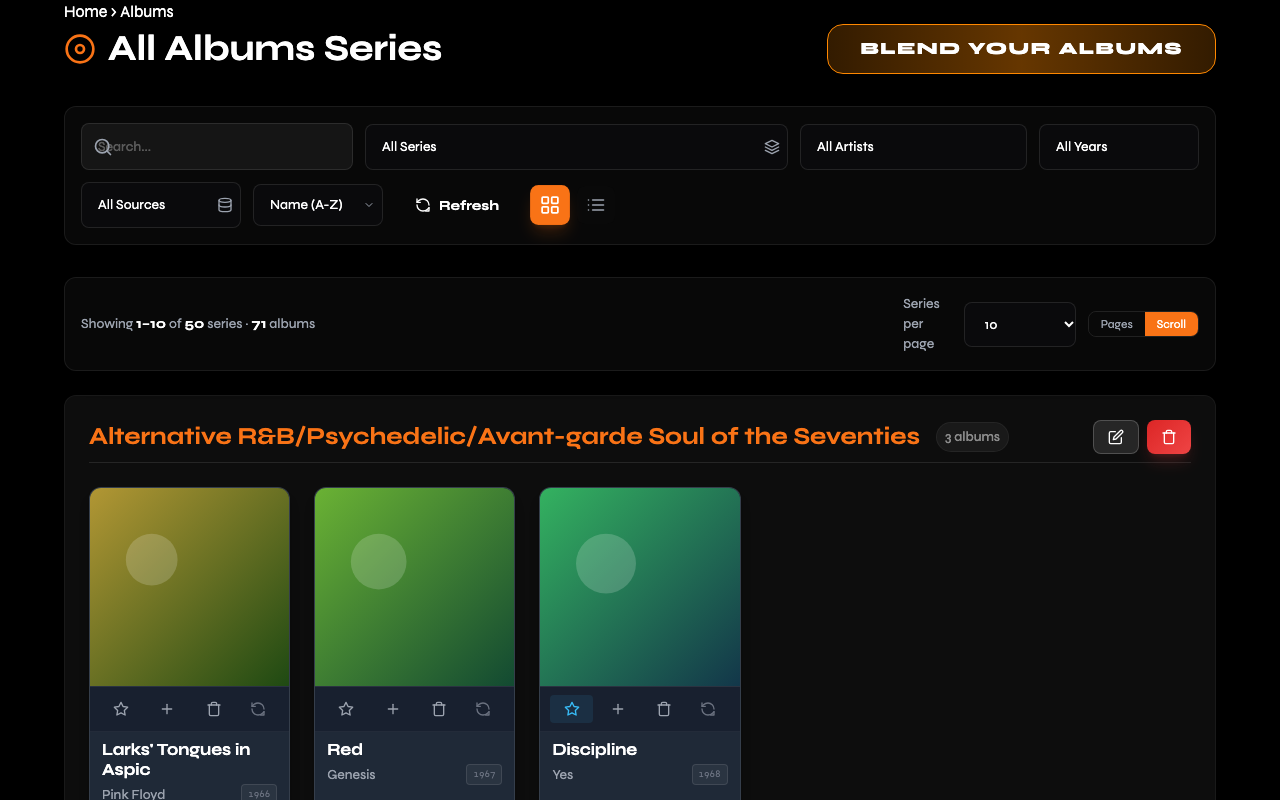 Home › Albums
All Albums Series
BLEND YOUR ALBUMS
Search...
All Series
All Artists
All Years
All Sources
Name (A-Z)
Refresh
Showing 1–10 of 50 series · 71 albums
Series
per
page
10
Pages
Scroll
Alternative R&B/Psychedelic/Avant-garde Soul of the Seventies
3 albums
Larks' Tongues in
Aspic
Pink Floyd
1966
Red
Genesis
1967
Discipline
Yes
1968